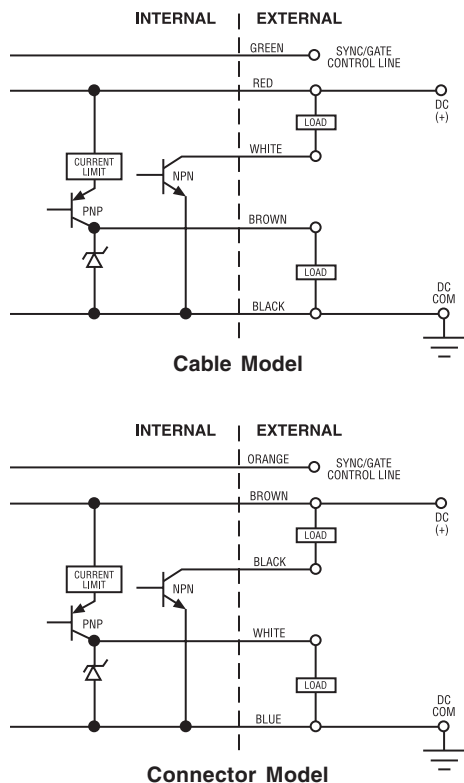 INTERNAL EXTERNAL
GREEN
SYNC/GATE
CONTROL LINE
RED
DC
(+)
LOAD
WHITE
CURRENT
LIMIT
NPN
PNP
BROWN
LOAD
DC
COM
BLACK
Cable Model
INTERNAL EXTERNAL
ORANGE
SYNC/GATE
CONTROL LINE
BROWN
DC
(+)
LOAD
BLACK
CURRENT
LIMIT
NPN
PNP
WHITE
LOAD
DC
COM
BLUE
Connector Model